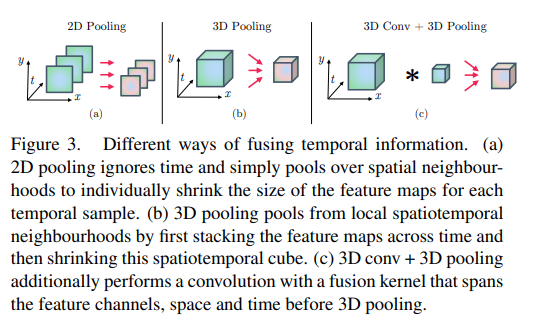 2D Pooling
3D Pooling
3D Conv + 3D Pooling
y
t
x
y
t
x
y
t
x
*
(a)
(b)
(c)
Figure 3. Different ways of fusing temporal information. (a)
2D pooling ignores time and simply pools over spatial neighbour-
hoods to individually shrink the size of the feature maps for each
temporal sample. (b) 3D pooling pools from local spatiotemporal
neighbourhoods by first stacking the feature maps across time and
then shrinking this spatiotemporal cube. (c) 3D conv + 3D pooling
additionally performs a convolution with a fusion kernel that spans
the feature channels, space and time before 3D pooling.